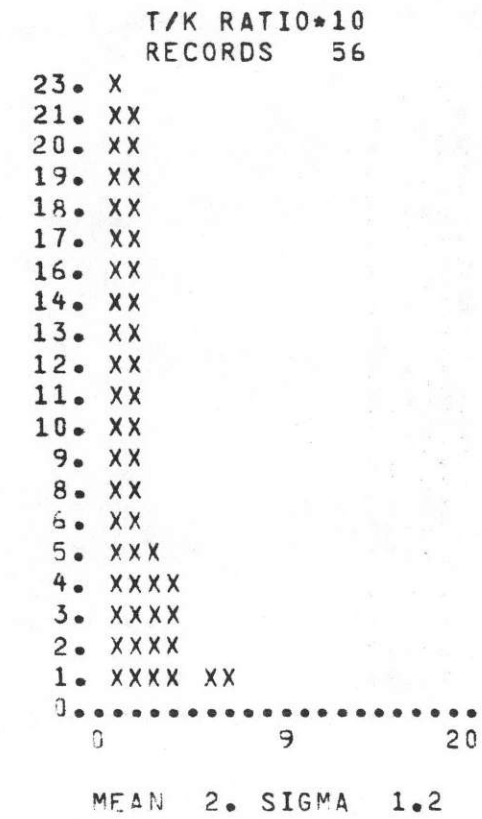 T/K RATIO*10
RECORDS 56
23. X
21. XX
20. XX
19. XX
18. XX
17. XX
16. XX
14. XX
13. XX
12. XX
11. XX
10. XX
9. XX
8. XX
6. XX
5. XXX
4. XXXX
3. XXXX
2. XXXX
1. XXXX XX
0.....................
0 9 20
MEAN 2. SIGMA 1.2